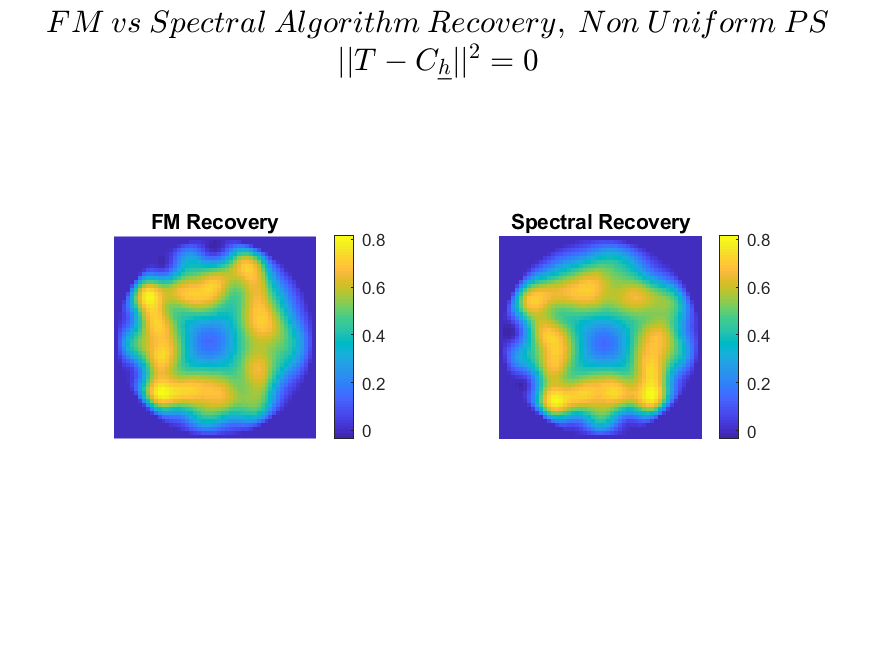 FM vs Spectral Algorithm Recovery, Non Uniform PS
||T − C_h||² = 0
FM Recovery
Spectral Recovery
0.8
0.6
0.4
0.2
0
0.8
0.6
0.4
0.2
0